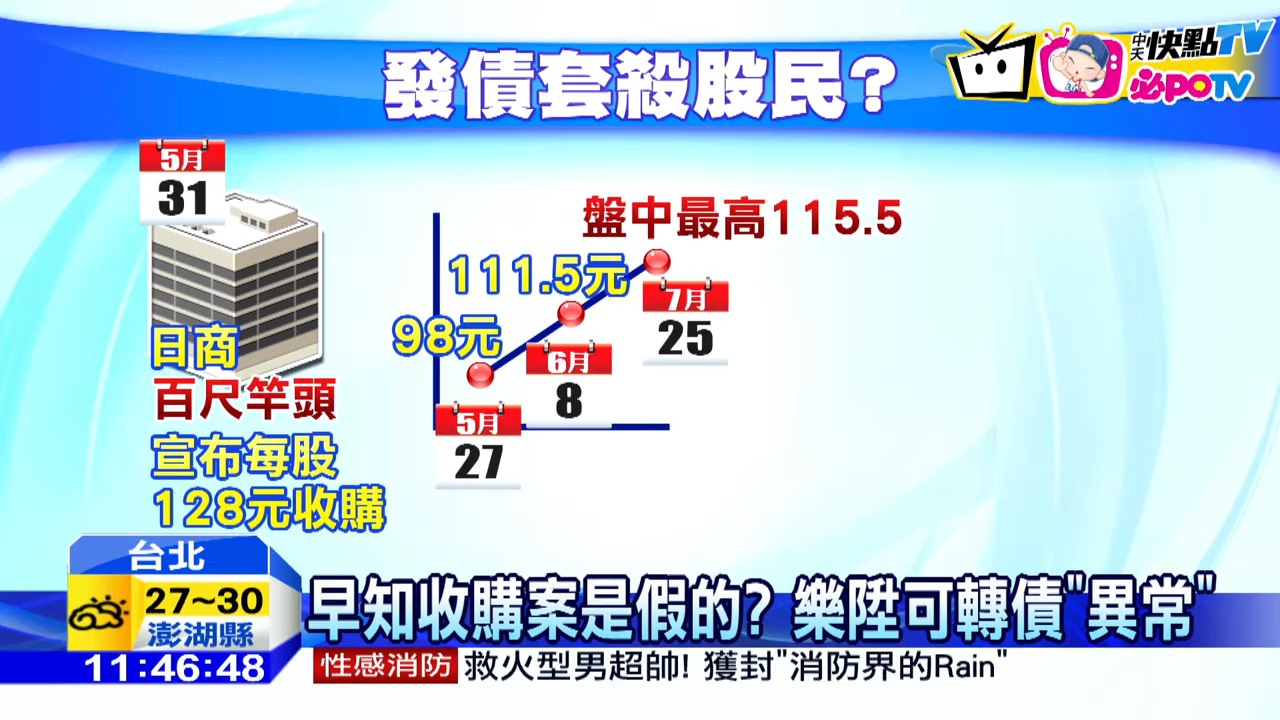 發債套殺股民?
中天快點TV
必POTV
5月
31
日商
百尺竿頭
宣布每股
128元收購
盤中最高115.5
111.5元
98元
7月
25
6月
8
5月
27
台北
27~30
澎湖縣
11:46:48
早知收購案是假的? 樂陞可轉債"異常"
性感消防 救火型男超帥! 獲封"消防界的Rain"